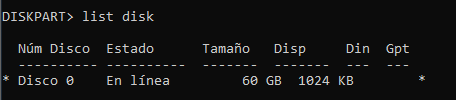 DISKPART> list disk
Núm Disco  Estado      Tamaño   Disp     Din  Gpt
---------- ----------  -------  -------  ---  ---
* Disco 0    En línea         60 GB  1024 KB        *